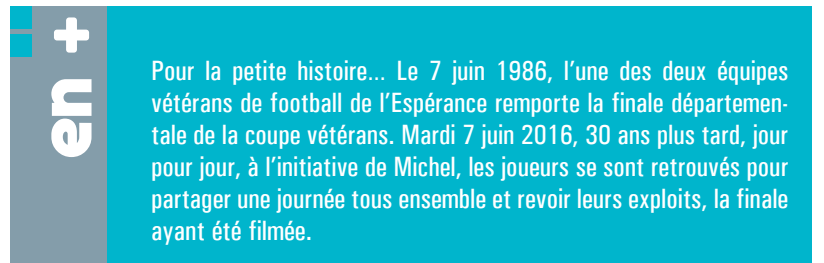 en +
Pour la petite histoire... Le 7 juin 1986, l'une des deux équipes
vétérans de football de l'Espérance remporte la finale départemen-
tale de la coupe vétérans. Mardi 7 juin 2016, 30 ans plus tard, jour
pour jour, à l'initiative de Michel, les joueurs se sont retrouvés pour
partager une journée tous ensemble et revoir leurs exploits, la finale
ayant été filmée.